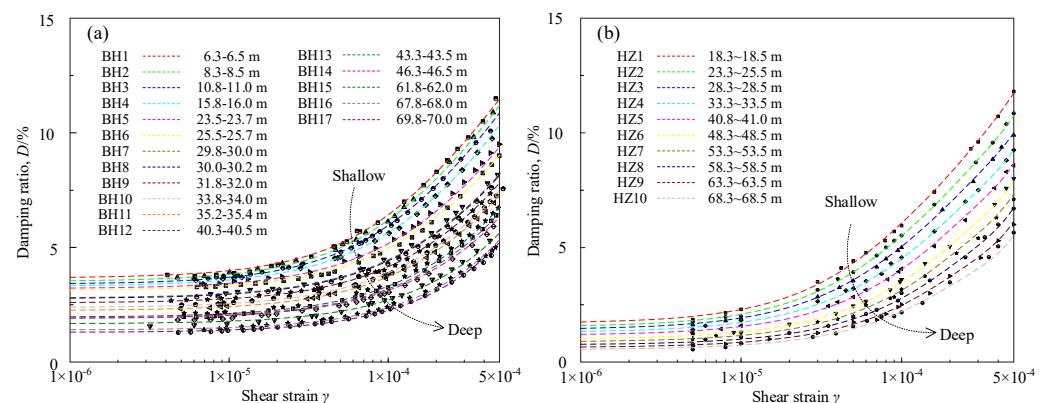 (a)
15
10
5
0
Damping ratio, D/%
BH1 6.3-6.5 m
BH2 8.3-8.5 m
BH3 10.8-11.0 m
BH4 15.8-16.0 m
BH5 23.5-23.7 m
BH6 25.5-25.7 m
BH7 29.8-30.0 m
BH8 30.0-30.2 m
BH9 31.8-32.0 m
BH10 33.8-34.0 m
BH11 35.2-35.4 m
BH12 40.3-40.5 m
BH13 43.3-43.5 m
BH14 46.3-46.5 m
BH15 61.8-62.0 m
BH16 67.8-68.0 m
BH17 69.8-70.0 m
Shallow
Deep
1×10⁻⁶ 1×10⁻⁵ 1×10⁻⁴ 5×10⁻⁴
Shear strain γ
(b)
15
10
5
0
Damping ratio, D/%
HZ1 18.3~18.5 m
HZ2 23.3~25.5 m
HZ3 28.3~28.5 m
HZ4 33.3~33.5 m
HZ5 40.8~41.0 m
HZ6 48.3~48.5 m
HZ7 53.3~53.5 m
HZ8 58.3~58.5 m
HZ9 63.3~63.5 m
HZ10 68.3~68.5 m
Shallow
Deep
1×10⁻⁶ 1×10⁻⁵ 1×10⁻⁴ 5×10⁻⁴
Shear strain γ